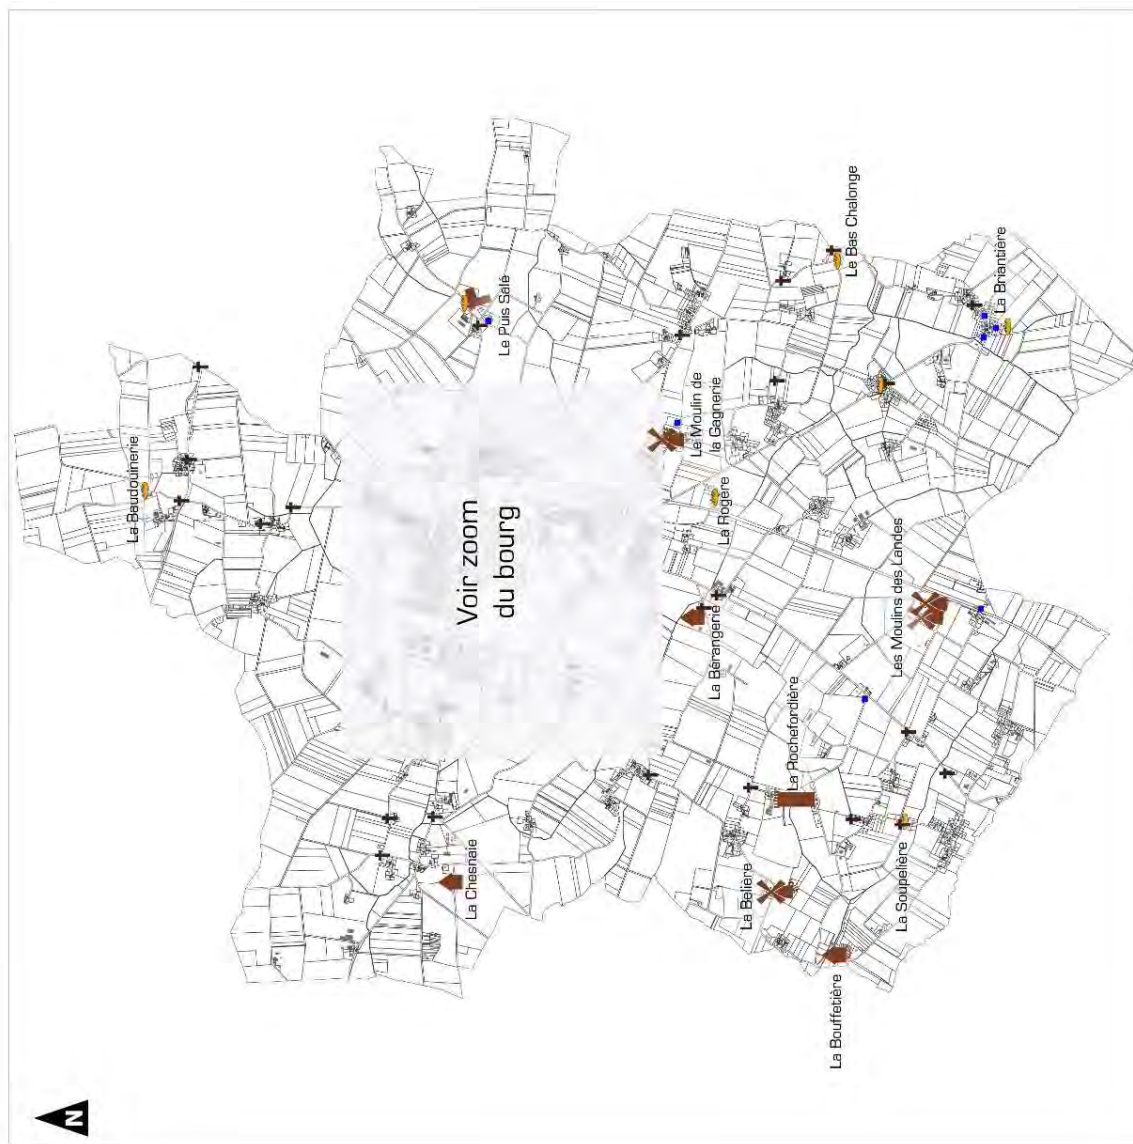 La Baudouinerie
Le Puis Salé
Voir zoom
du bourg
La Chesnaie
Le Moulin de
la Gagnerie
La Rogère
La Bérangerie
Le Bas Chalonge
La Briantière
Les Moulins des Landes
La Rochefordière
La Belière
La Soupelière
La Bouffetière
N